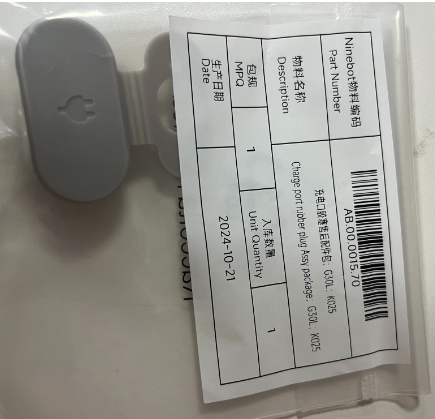 Ninebot物料编码
Part Number
AB.00.0015.70
物料名称
Description
充电口胶塞售后配件包：G30L；K025
Charge port rubber plug Assy package：G30L；K025
包规
MPQ
1
入库数量
Unit Quantity
1
生产日期
Date
2024-10-21